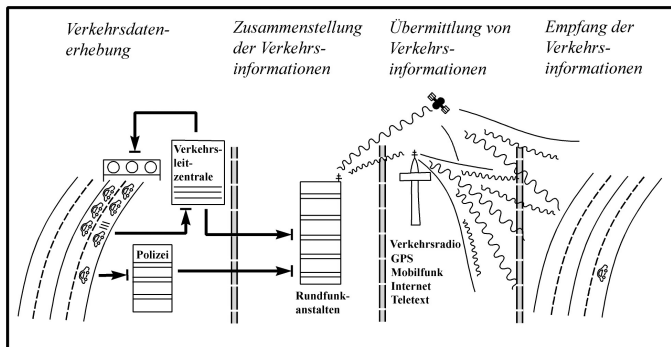 Verkehrsdaten-
erhebung
Zusammenstellung
der Verkehrs-
informationen
Übermittlung von
Verkehrs-
informationen
Empfang der
Verkehrs-
informationen
Verkehrs-
leit-
zentrale
Polizei
Rundfunk-
anstalten
Verkehrsradio
GPS
Mobilfunk
Internet
Teletext